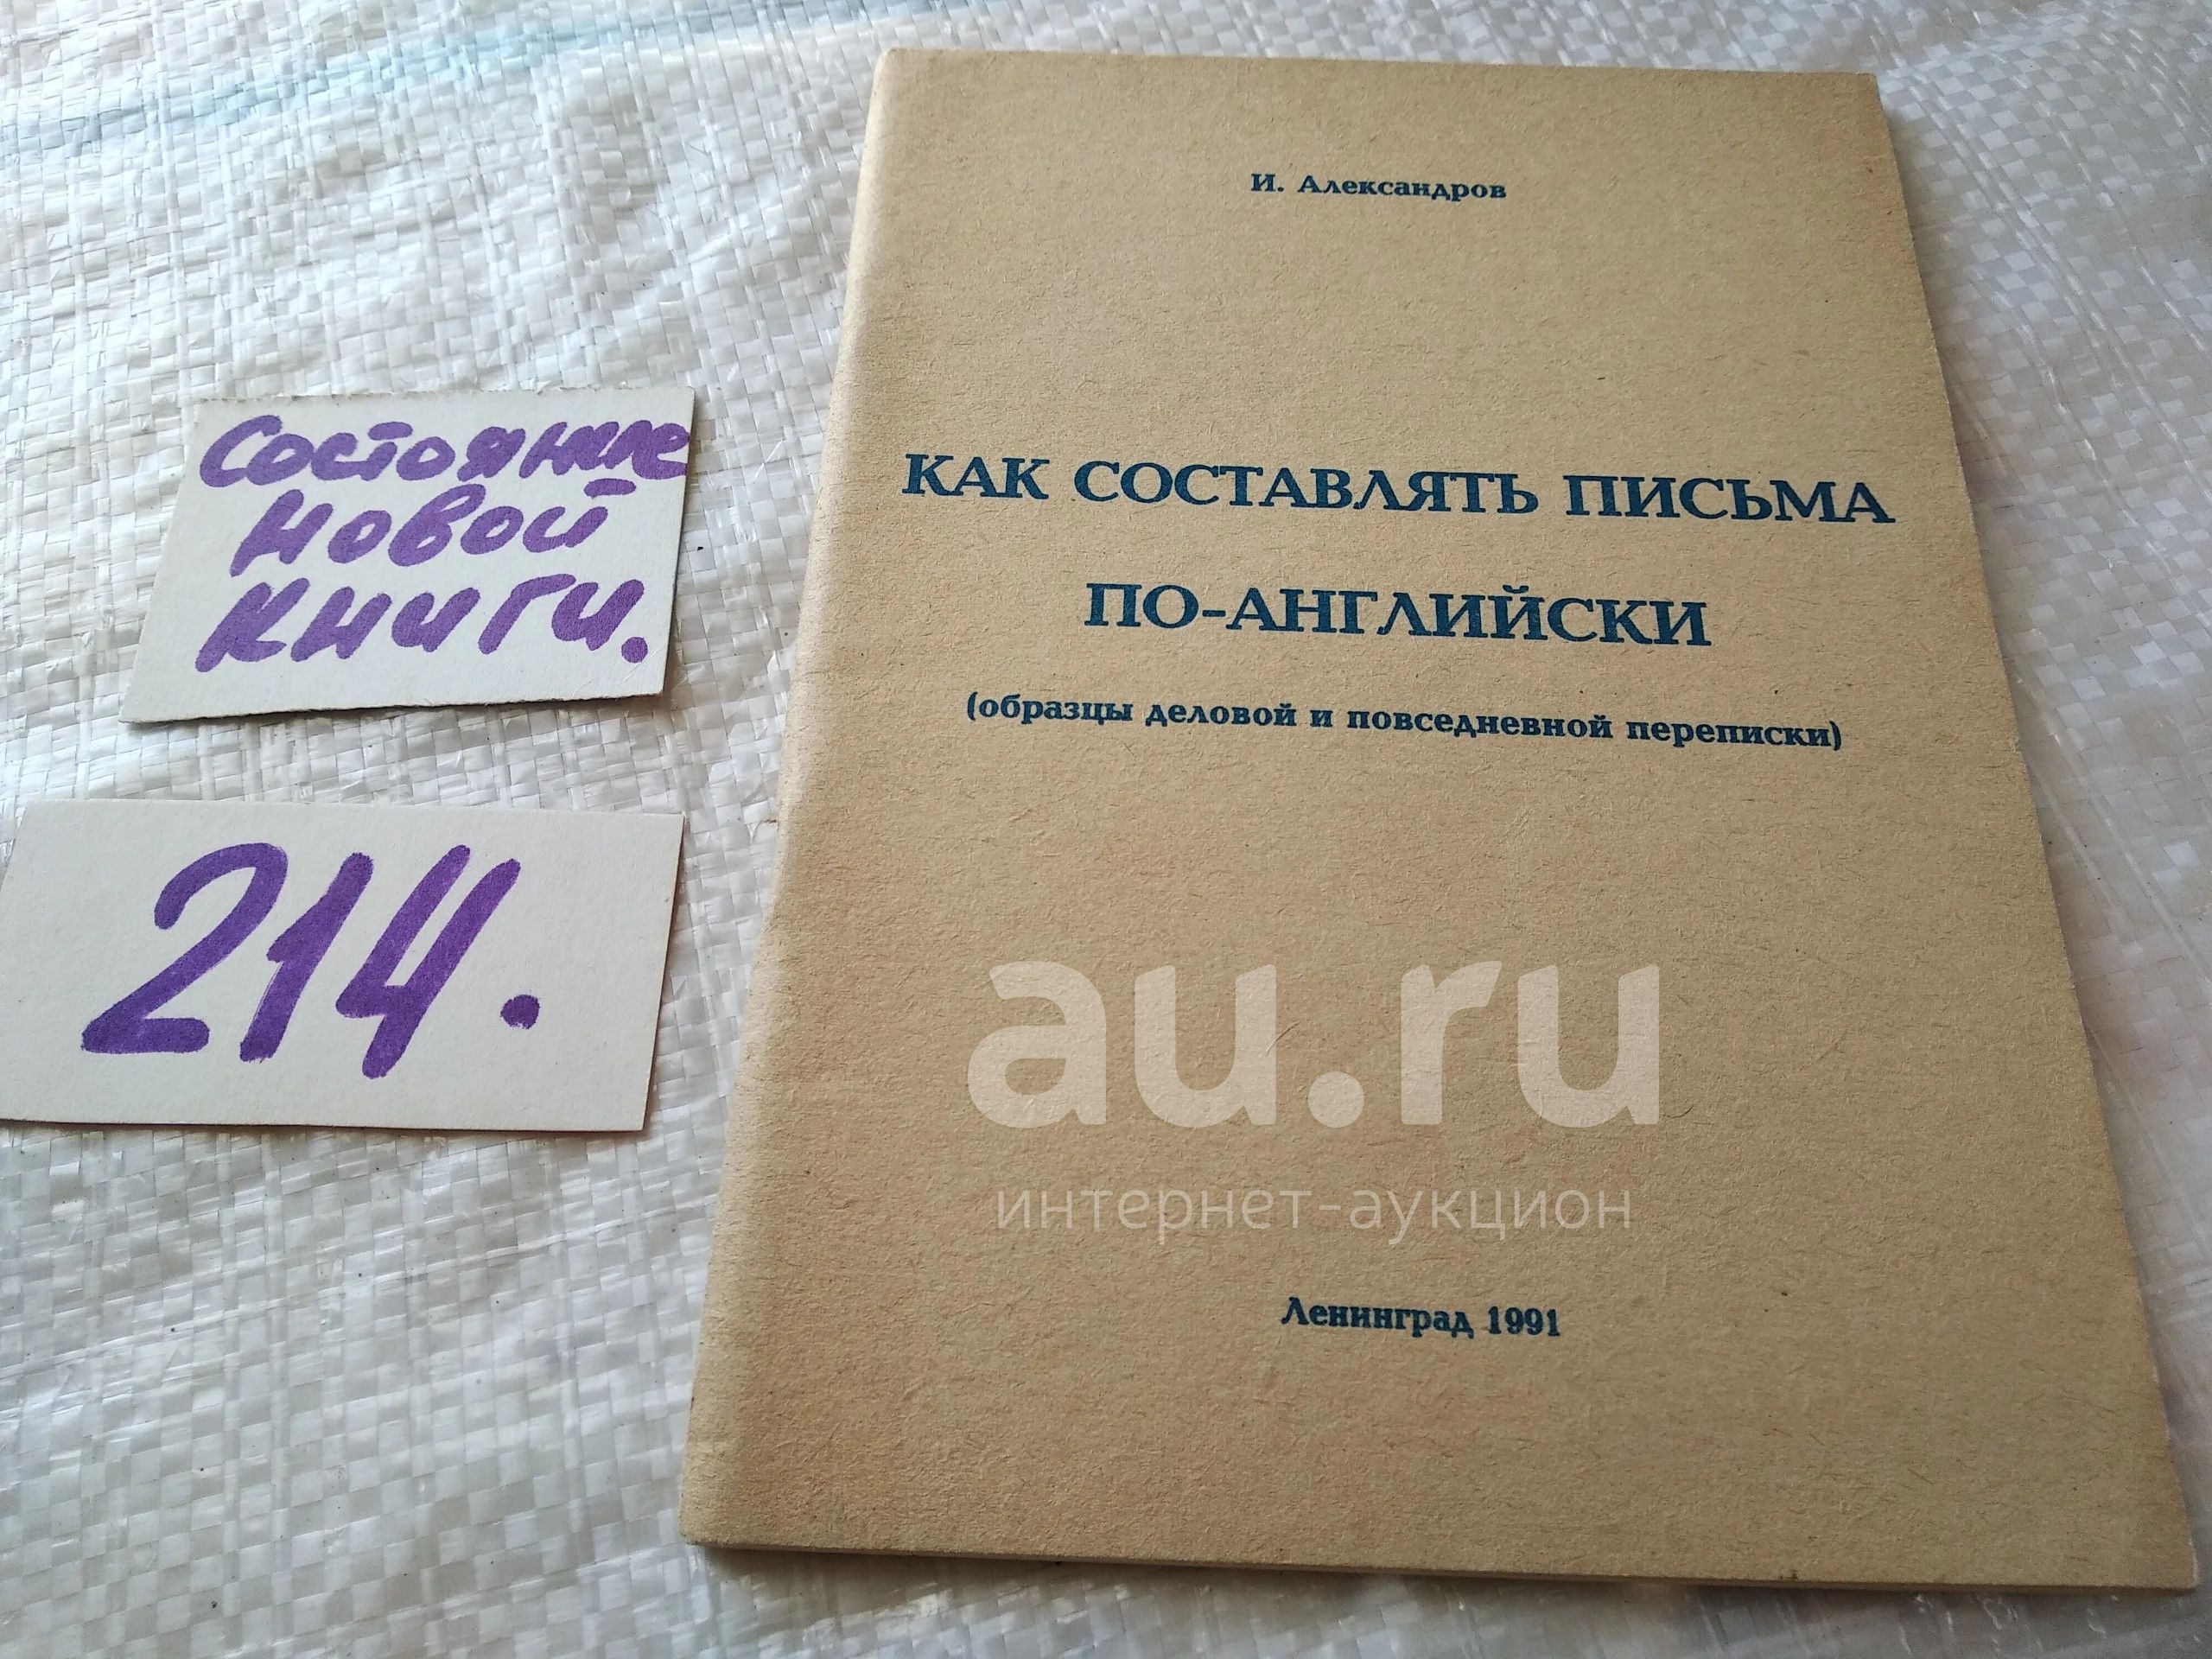 Состояние
новой
книги.
214.
И. Александров
КАК СОСТАВЛЯТЬ ПИСЬМА
ПО-АНГЛИЙСКИ
(образцы деловой и повседневной переписки)
au.ru
интернет-аукцион
Ленинград 1991